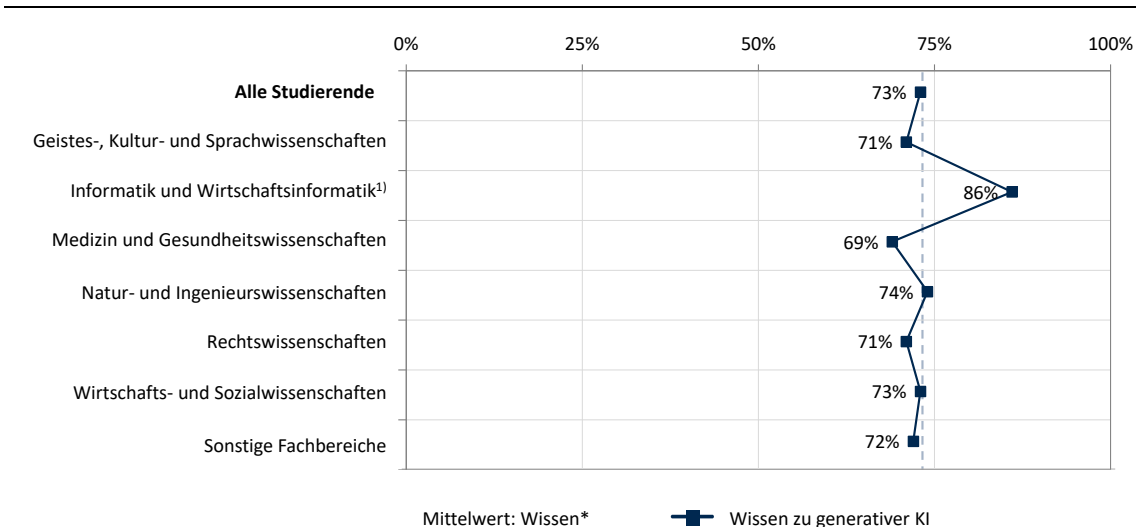 0% 25% 50% 75% 100%
Alle Studierende 73%
Geistes-, Kultur- und Sprachwissenschaften 71%
Informatik und Wirtschaftsinformatik¹⁾ 86%
Medizin und Gesundheitswissenschaften 69%
Natur- und Ingenieurswissenschaften 74%
Rechtswissenschaften 71%
Wirtschafts- und Sozialwissenschaften 73%
Sonstige Fachbereiche 72%
Mittelwert: Wissen* Wissen zu generativer KI